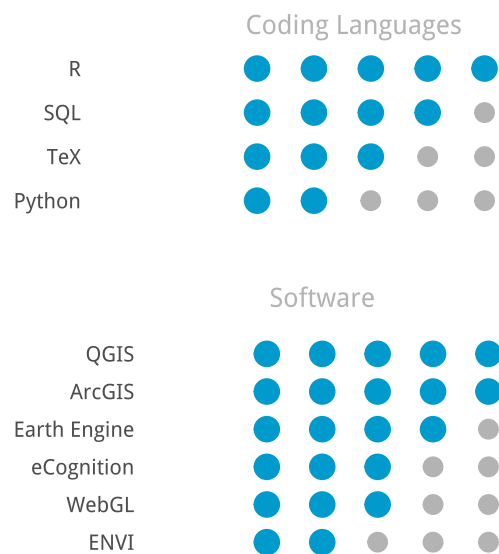 Coding Languages
R
SQL
TeX
Python
Software
QGIS
ArcGIS
Earth Engine
eCognition
WebGL
ENVI